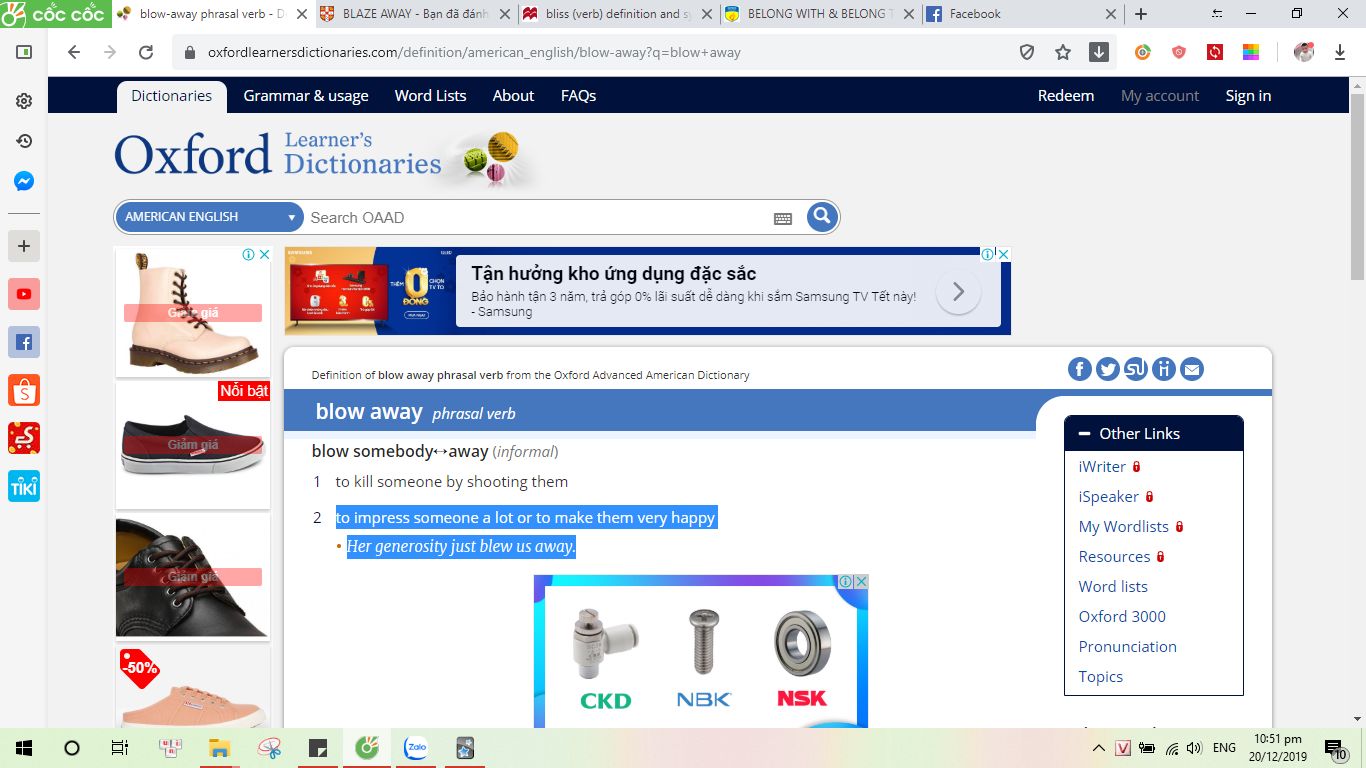 CỐC CỐC
blow-away phrasal verb - D
BLAZE AWAY - Bạn đã đánh
bliss (verb) definition and sy
BELONG WITH & BELONG T
Facebook
oxfordlearnersdictionaries.com/definition/american_english/blow-away?q=blow+away
Dictionaries
Grammar & usage
Word Lists
About
FAQs
Redeem
My account
Sign in
Oxford Learner's Dictionaries
AMERICAN ENGLISH
Search OAAD
Giảm giá
Nổi bật
Giảm giá
Giảm giá
-50%
TIKI
SAMSUNG
THÊM 0 ĐỒNG
CHỌN TV TO
Tận hưởng kho ứng dụng đặc sắc
Bảo hành tận 3 năm, trả góp 0% lãi suất dễ dàng khi sắm Samsung TV Tết này!
- Samsung
Definition of blow away phrasal verb from the Oxford Advanced American Dictionary
blow away phrasal verb
blow somebody↔away (informal)
1 to kill someone by shooting them
2 to impress someone a lot or to make them very happy
• Her generosity just blew us away.
CKD
NBK
NSK
Other Links
iWriter
iSpeaker
My Wordlists
Resources
Word lists
Oxford 3000
Pronunciation
Topics
Zalo
V
ENG
10:51 pm
20/12/2019
10